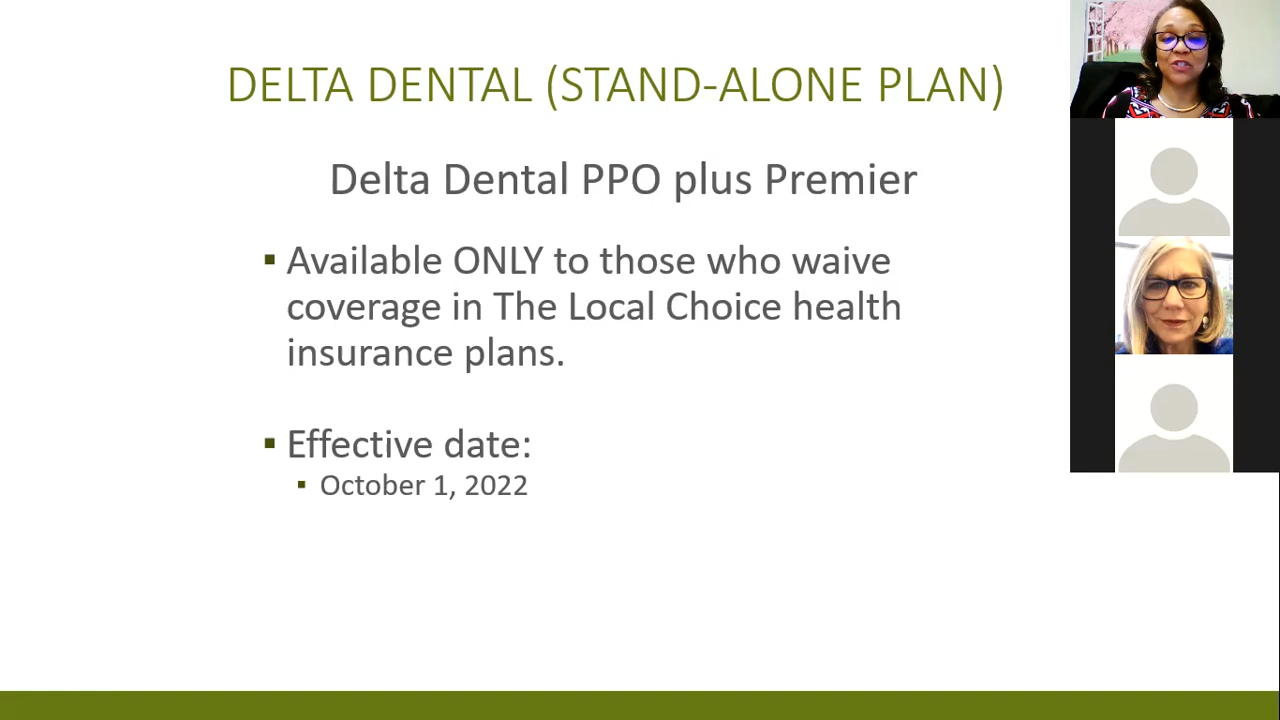 DELTA DENTAL (STAND-ALONE PLAN)
Delta Dental PPO plus Premier
▪ Available ONLY to those who waive
coverage in The Local Choice health
insurance plans.
▪ Effective date:
▪ October 1, 2022